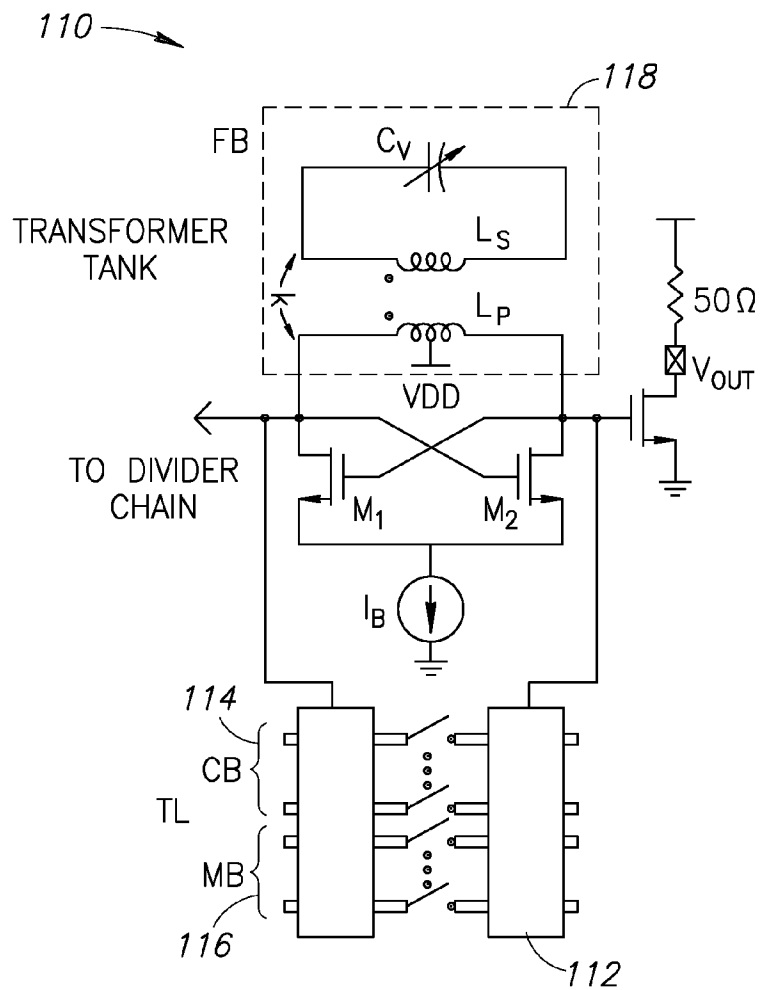 110
118
FB
C_V
TRANSFORMER
TANK
L_S
k
L_P
50Ω
V_OUT
VDD
TO DIVIDER
CHAIN
M_1
M_2
I_B
114
CB
TL
MB
116
112